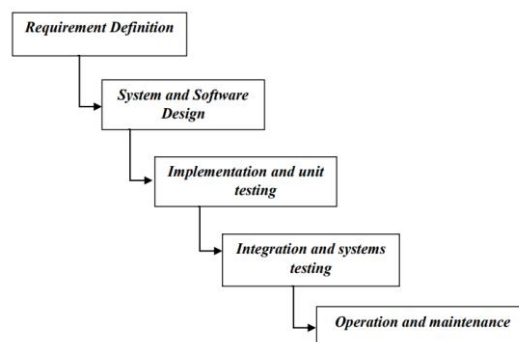 Requirement Definition
System and Software
Design
Implementation and unit
testing
Integration and systems
testing
Operation and maintenance